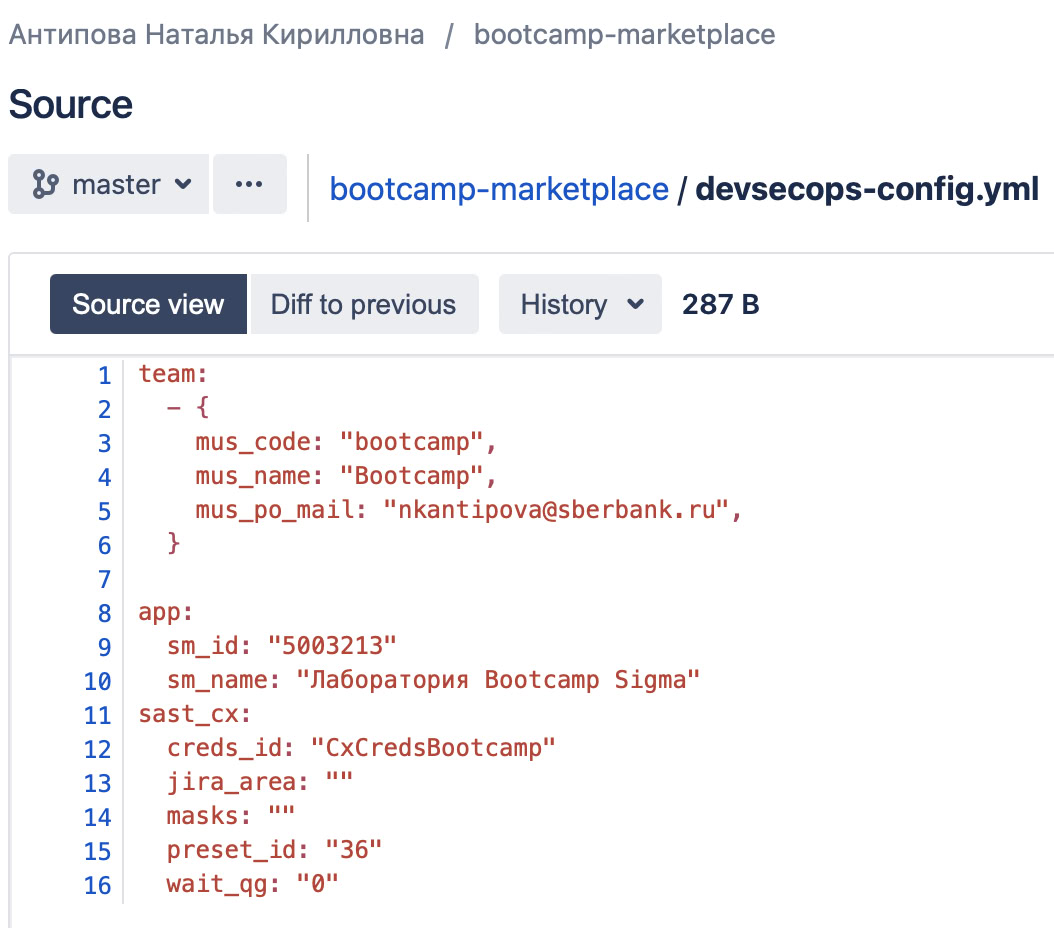 Антипова Наталья Кирилловна / bootcamp-marketplace
Source
master ••• bootcamp-marketplace / devsecops-config.yml
Source view Diff to previous History 287 B
1 team:
2 - {
3 mus_code: "bootcamp",
4 mus_name: "Bootcamp",
5 mus_po_mail: "nkantipova@sberbank.ru",
6 }
7
8 app:
9 sm_id: "5003213"
10 sm_name: "Лаборатория Bootcamp Sigma"
11 sast_cx:
12 creds_id: "CxCredsBootcamp"
13 jira_area: ""
14 masks: ""
15 preset_id: "36"
16 wait_qg: "0"